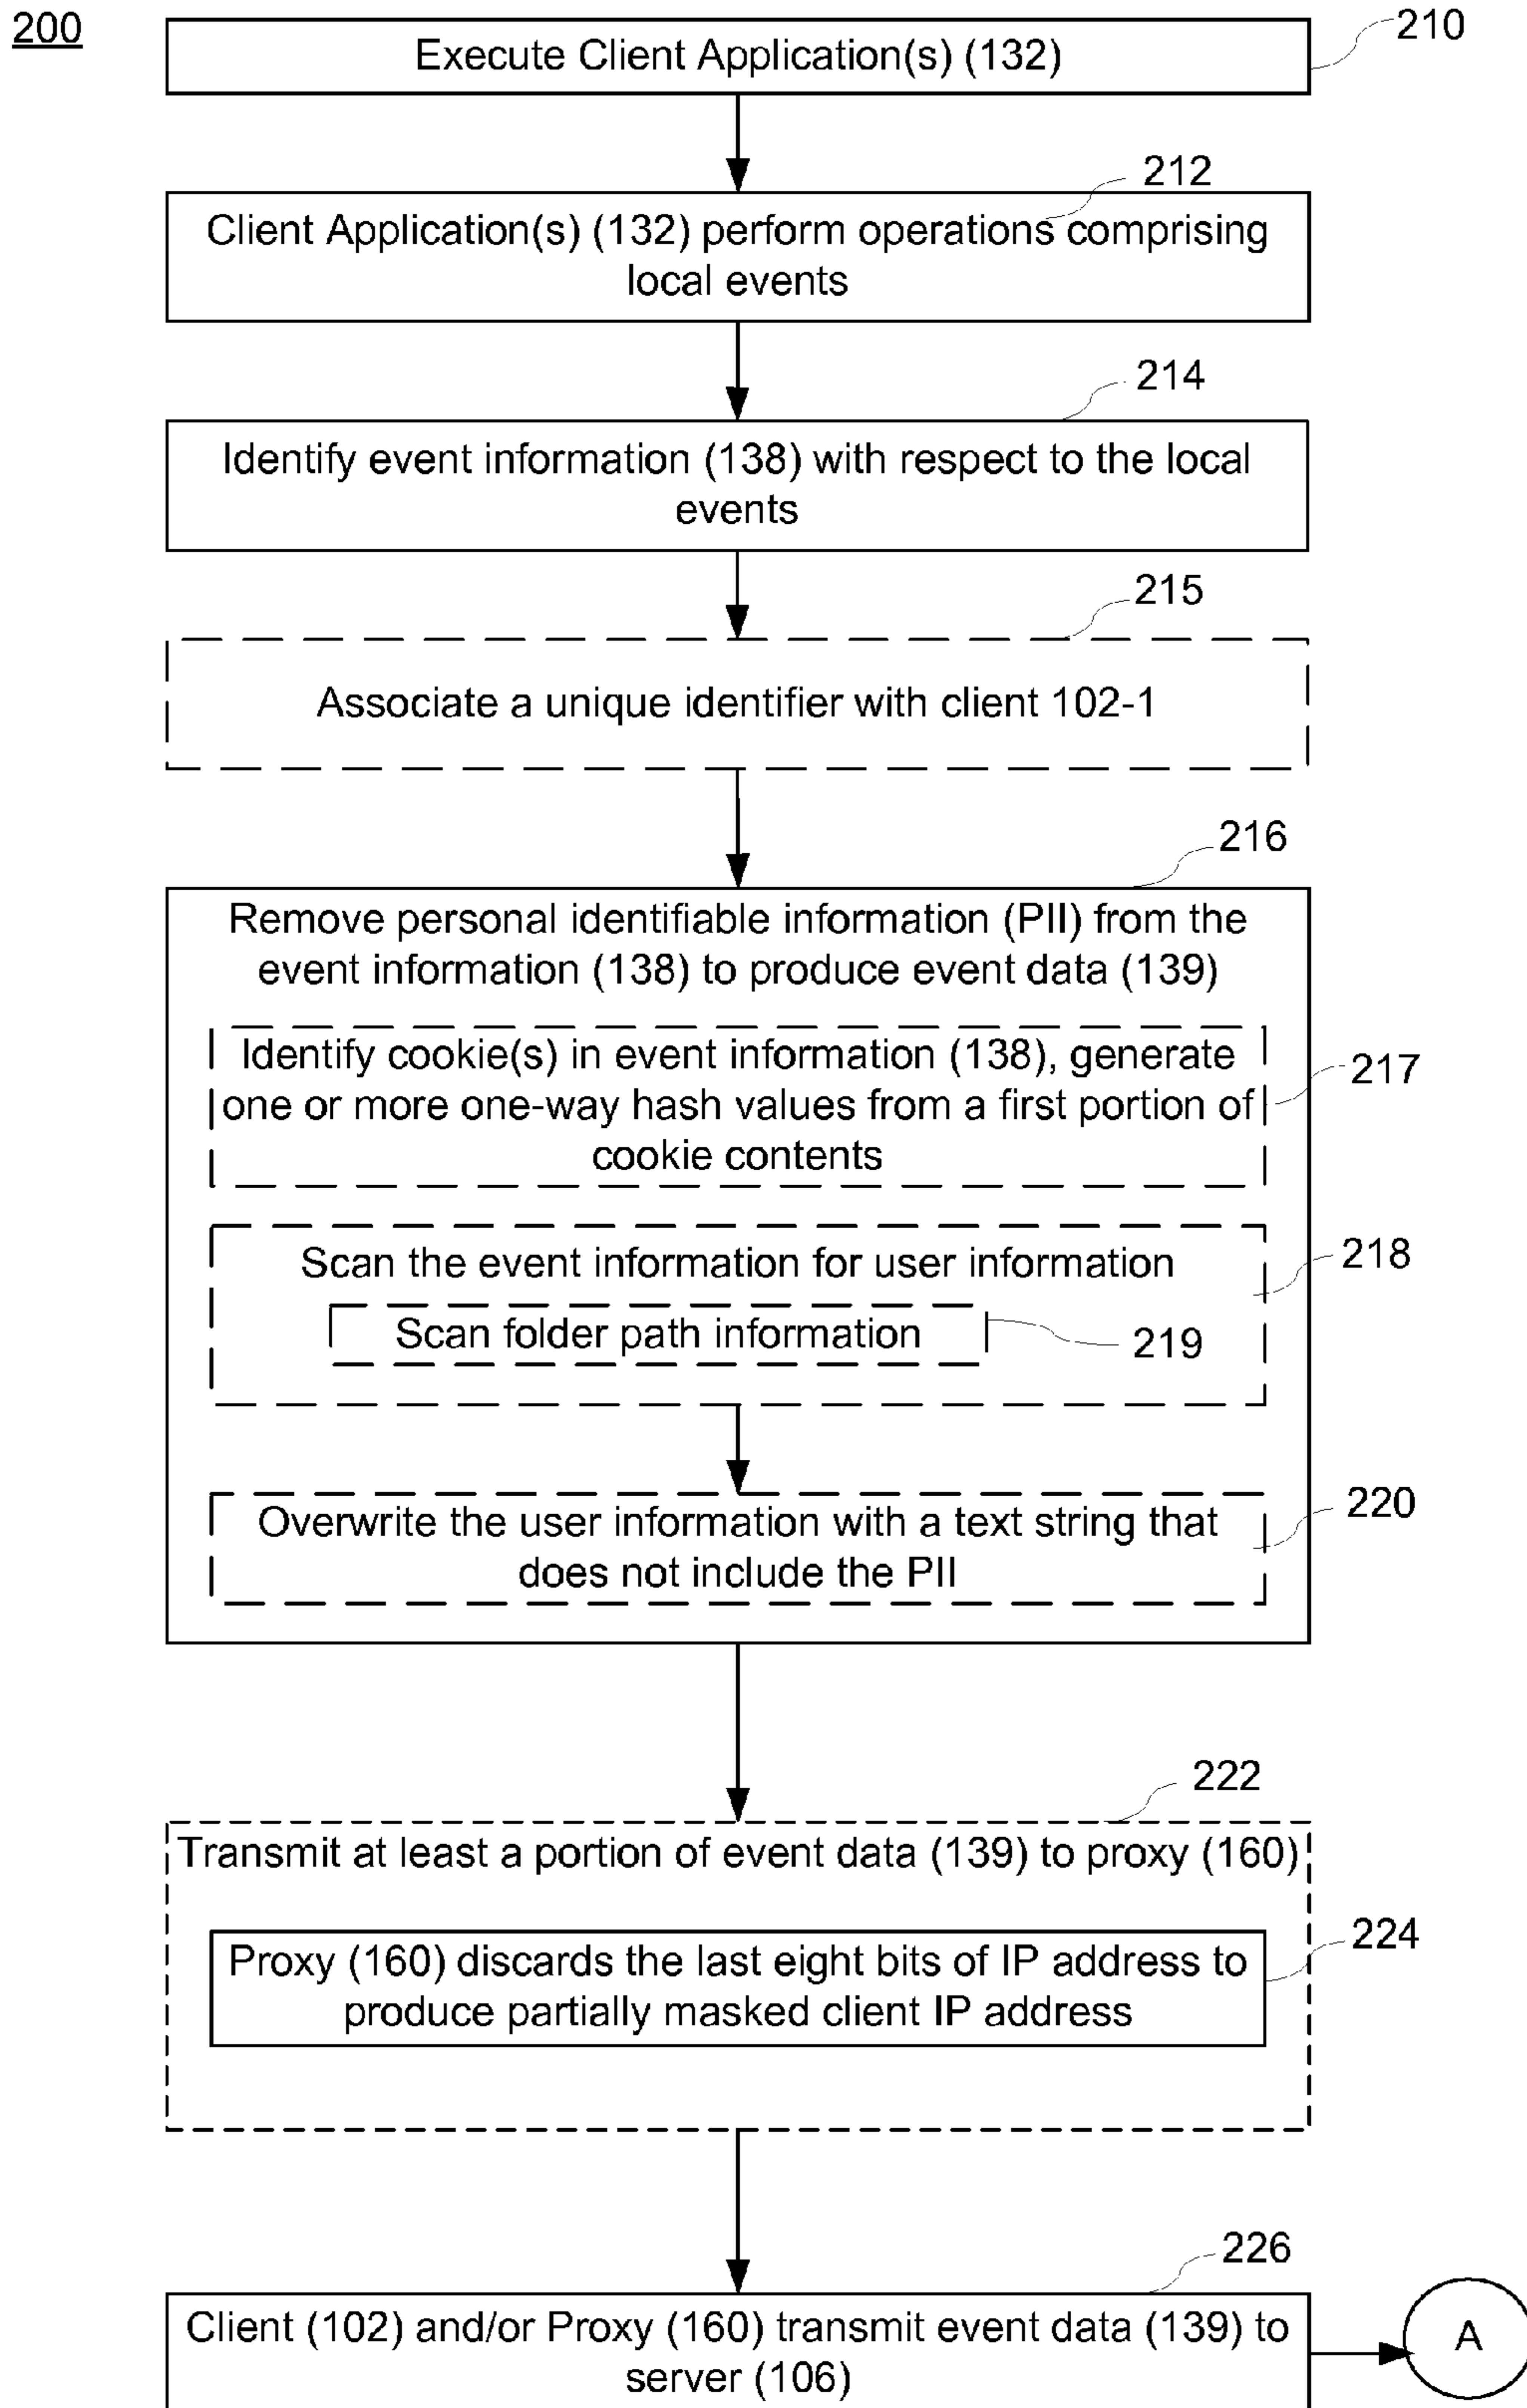 200
210
Execute Client Application(s) (132)
212
Client Application(s) (132) perform operations comprising
local events
214
Identify event information (138) with respect to the local
events
215
Associate a unique identifier with client 102-1
216
Remove personal identifiable information (PII) from the
event information (138) to produce event data (139)
Identify cookie(s) in event information (138), generate
one or more one-way hash values from a first portion of
cookie contents
217
Scan the event information for user information
218
Scan folder path information
219
Overwrite the user information with a text string that
does not include the PII
220
222
Transmit at least a portion of event data (139) to proxy (160)
Proxy (160) discards the last eight bits of IP address to
produce partially masked client IP address
224
226
Client (102) and/or Proxy (160) transmit event data (139) to
server (106)
A